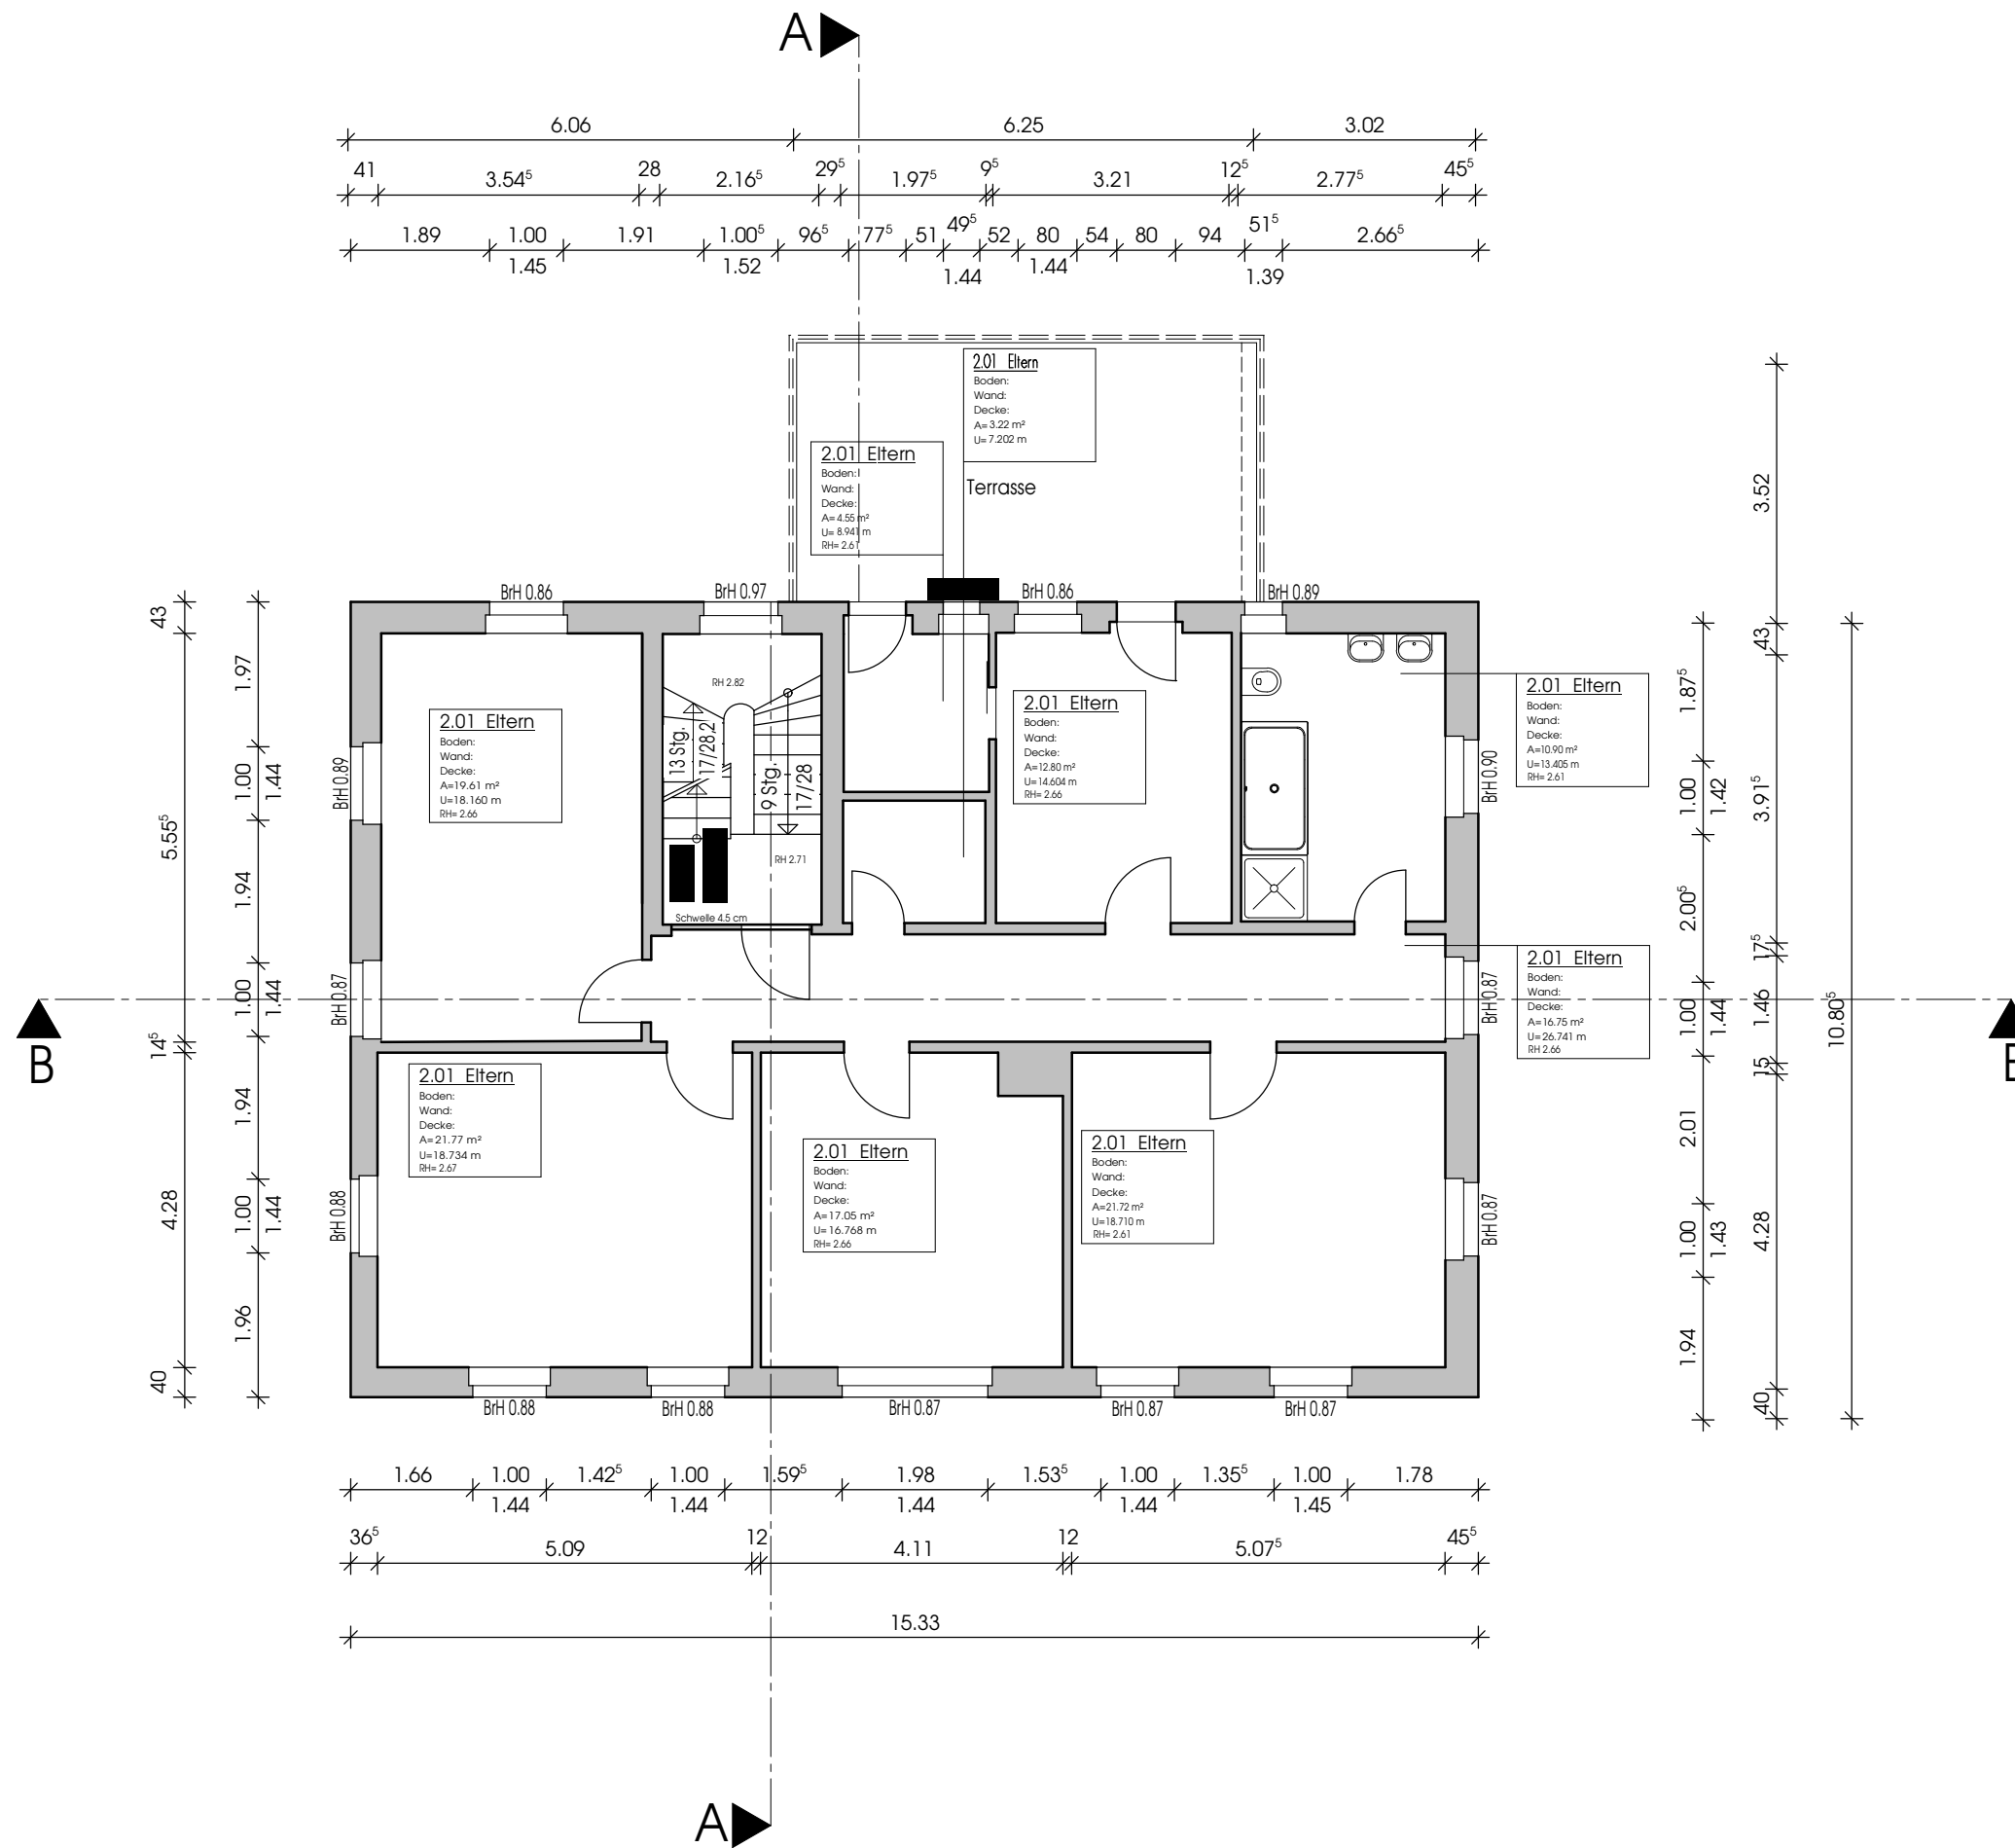 A
6.06 6.25 3.02
41 3.54⁵ 28 2.16⁵ 29⁵ 1.97⁵ 9⁵ 3.21 12⁵ 2.77⁵ 45⁵
1.89 1.00 1.91 1.00⁵ 96⁵ 77⁵ 51 49⁵ 52 80 54 80 94 51⁵ 2.66⁵
1.45 1.52 1.44 1.44 1.39
2.01 Eltern
Boden:
Wand:
Decke:
A= 3.22 m²
U= 7.202 m
2.01 Eltern
Boden:
Wand:
Decke:
A= 4.55 m²
U= 8.941 m
RH= 2.61
Terrasse
BrH 0.86 BrH 0.97 BrH 0.86 BrH 0.89
43
5.55⁵
14⁵
4.28
40
1.97
1.00
1.44
1.94
1.00
1.44
1.94
1.00
1.44
1.96
BrH 0.89
BrH 0.87
BrH 0.88
2.01 Eltern
Boden:
Wand:
Decke:
A=19.61 m²
U=18.160 m
RH= 2.66
RH 2.82
13 Stg.
17/28,2
9 Stg.
17/28
RH 2.71
Schwelle 4.5 cm
2.01 Eltern
Boden:
Wand:
Decke:
A=12.80 m²
U=14.604 m
RH= 2.66
2.01 Eltern
Boden:
Wand:
Decke:
A=10.90 m²
U=13.405 m
RH= 2.61
2.01 Eltern
Boden:
Wand:
Decke:
A=16.75 m²
U=26.741 m
RH 2.66
BrH 0.90
BrH 0.87
BrH 0.87
1.87⁵
1.00
1.42
2.00⁵
1.00
1.44
2.01
1.00
1.43
1.94
3.52
43
3.91⁵
17⁵
1.46
15
4.28
40
10.80⁵
B
B
2.01 Eltern
Boden:
Wand:
Decke:
A=21.77 m²
U=18.734 m
RH= 2.67
2.01 Eltern
Boden:
Wand:
Decke:
A=17.05 m²
U=16.768 m
RH= 2.66
2.01 Eltern
Boden:
Wand:
Decke:
A=21.72 m²
U=18.710 m
RH= 2.61
BrH 0.88 BrH 0.88 BrH 0.87 BrH 0.87 BrH 0.87
1.66 1.00 1.42⁵ 1.00 1.59⁵ 1.98 1.53⁵ 1.00 1.35⁵ 1.00 1.78
1.44 1.44 1.44 1.44 1.45
36⁵ 5.09 12 4.11 12 5.07⁵ 45⁵
15.33
A